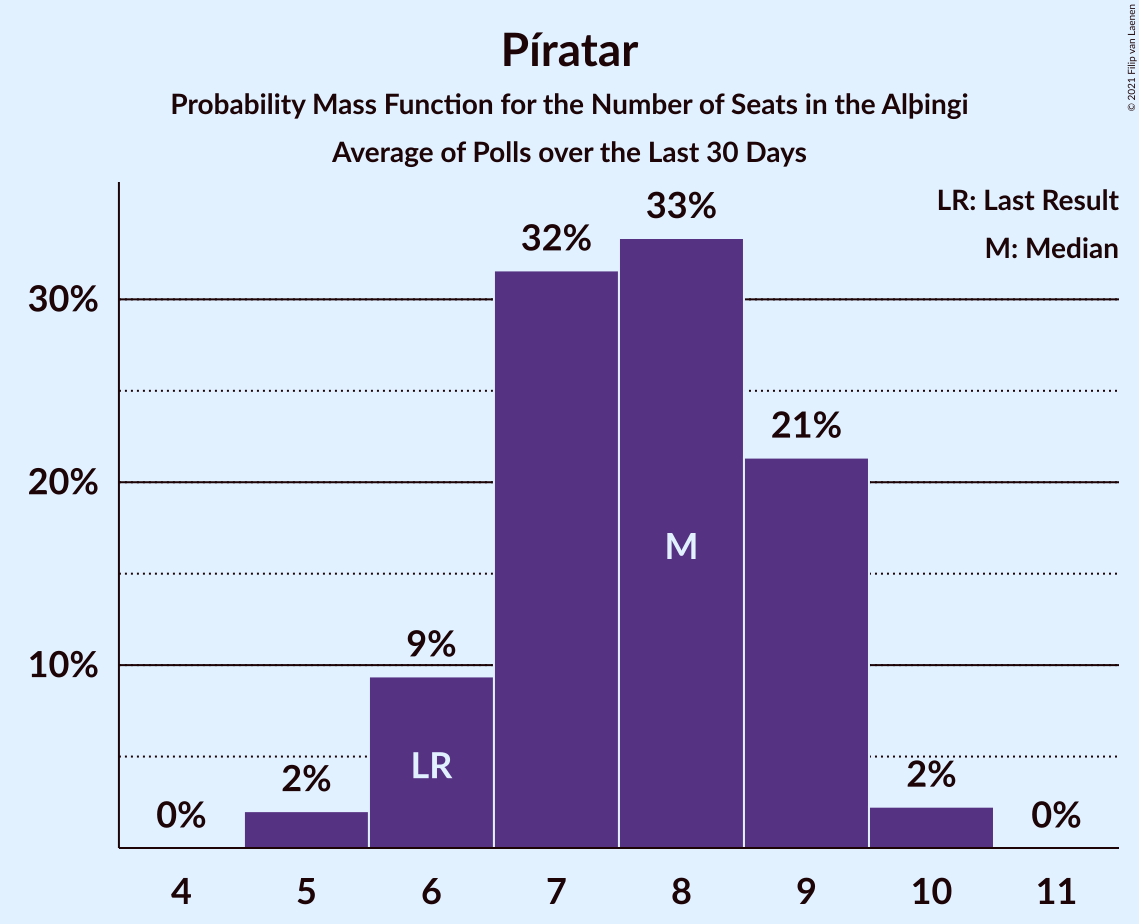 Píratar
Probability Mass Function for the Number of Seats in the Alþingi
Average of Polls over the Last 30 Days
© 2021 Filip van Laenen
LR: Last Result
M: Median
30%
20%
10%
0%
2%
9%
32%
33%
21%
2%
0%
LR
M
4 5 6 7 8 9 10 11